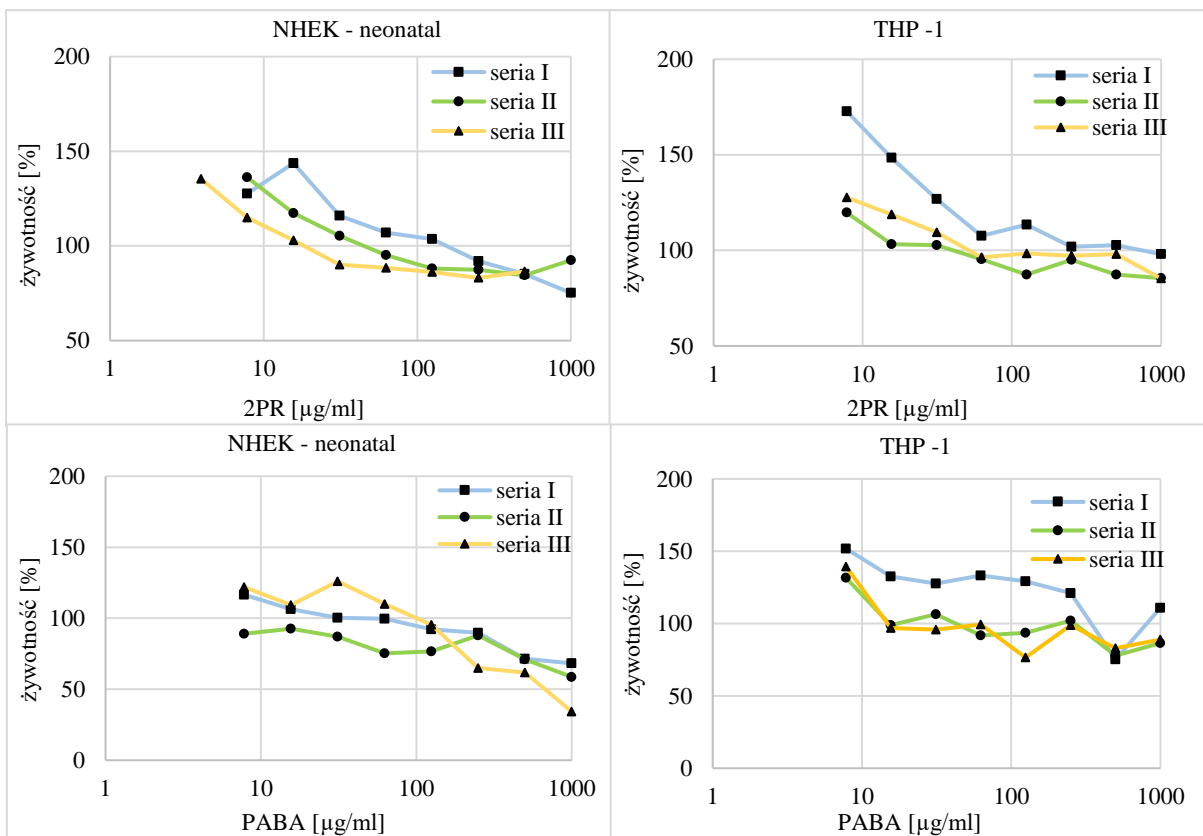 NHEK - neonatal
200
150
100
50
żywotność [%]
seria I
seria II
seria III
1
10
100
1000
2PR [µg/ml]
THP -1
200
150
100
50
żywotność [%]
seria I
seria II
seria III
1
10
100
1000
2PR [µg/ml]
NHEK - neonatal
200
150
100
50
0
żywotność [%]
seria I
seria II
seria III
1
10
100
1000
PABA [µg/ml]
THP -1
200
150
100
50
0
żywotność [%]
seria I
seria II
seria III
1
10
100
1000
PABA [µg/ml]